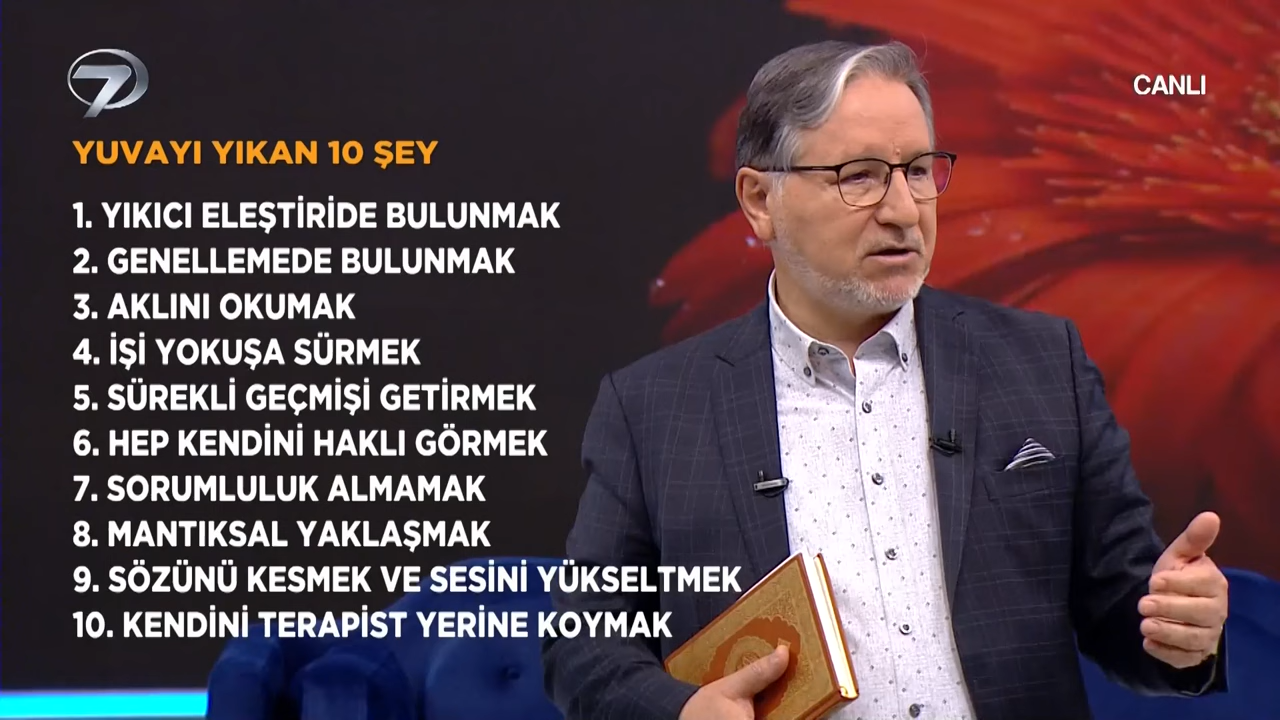 7
CANLI
YUVAYI YIKAN 10 ŞEY
1. YIKICI ELEŞTİRİDE BULUNMAK
2. GENELLEMEDE BULUNMAK
3. AKLINI OKUMAK
4. İŞİ YOKUŞA SÜRMEK
5. SÜREKLİ GEÇMİŞİ GETİRMEK
6. HEP KENDİNİ HAKLI GÖRMEK
7. SORUMLULUK ALMAMAK
8. MANTIKSAL YAKLAŞMAK
9. SÖZÜNÜ KESMEK VE SESİNİ YÜKSELTMEK
10. KENDİNİ TERAPİST YERİNE KOYMAK